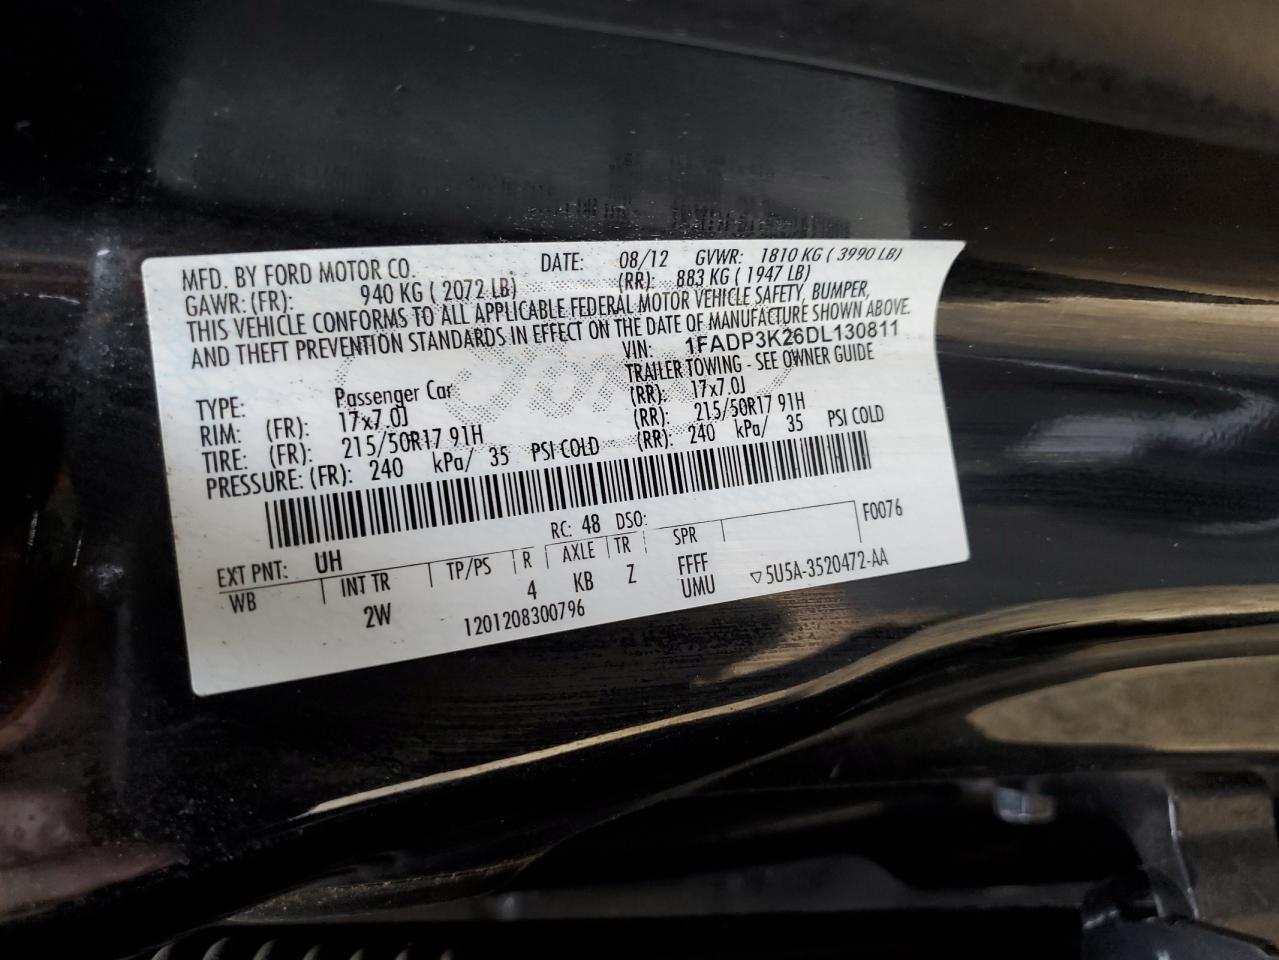 MFD. BY FORD MOTOR CO. DATE: 08/12 GVWR: 1810 KG ( 3990 LB)
GAWR: (FR): 940 KG ( 2072 LB) (RR): 883 KG ( 1947 LB)
THIS VEHICLE CONFORMS TO ALL APPLICABLE FEDERAL MOTOR VEHICLE SAFETY, BUMPER,
AND THEFT PREVENTION STANDARDS IN EFFECT ON THE DATE OF MANUFACTURE SHOWN ABOVE.
VIN: 1FADP3K26DL130811
TRAILER TOWING - SEE OWNER GUIDE
TYPE: Passenger Car
RIM: (FR): 17x7.0J (RR): 17x7.0J
TIRE: (FR): 215/50R17 91H (RR): 215/50R17 91H
PRESSURE: (FR): 240 kPa/ 35 PSI COLD (RR): 240 kPa/ 35 PSI COLD
RC: 48 DSO: F0076
EXT PNT: UH
WB INT TR TP/PS R AXLE TR SPR
2W 4 KB Z FFFF
UMU
1201208300796 ▽5U5A-3520472-AA